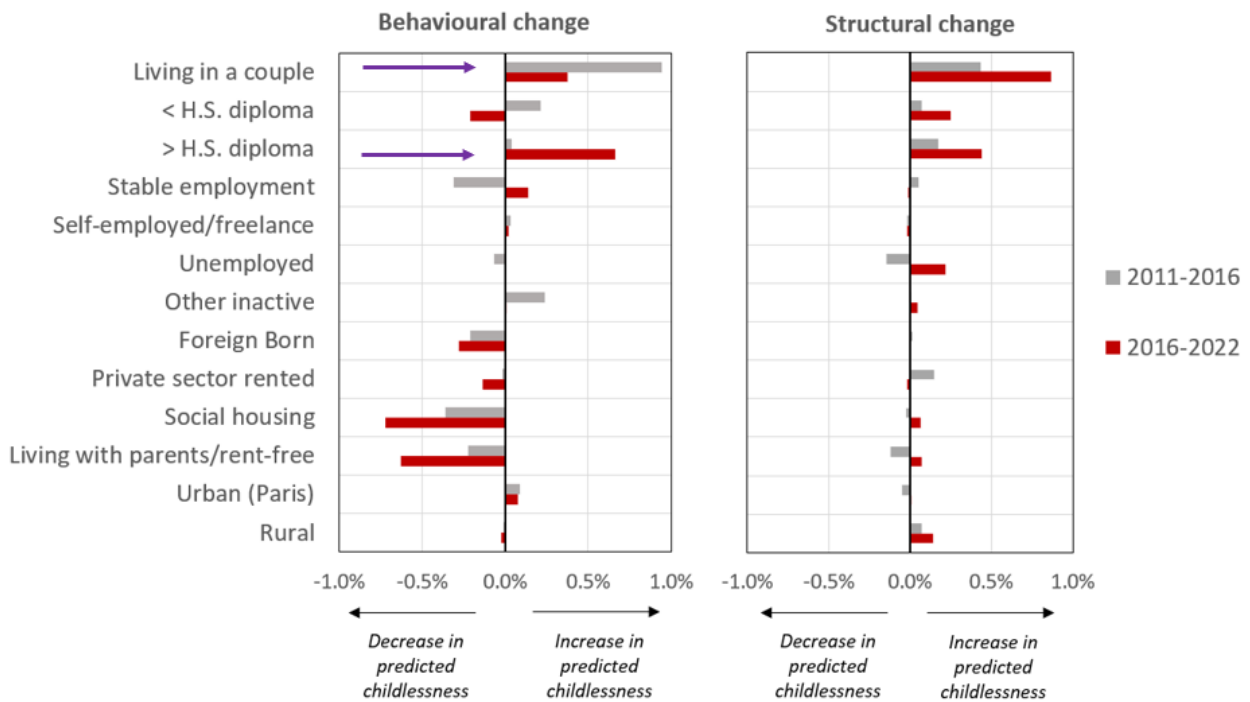 Behavioural change
Structural change
Living in a couple
< H.S. diploma
> H.S. diploma
Stable employment
Self-employed/freelance
Unemployed
Other inactive
Foreign Born
Private sector rented
Social housing
Living with parents/rent-free
Urban (Paris)
Rural
2011-2016
2016-2022
-1.0% -0.5% 0.0% 0.5% 1.0%
-1.0% -0.5% 0.0% 0.5% 1.0%
Decrease in
predicted
childlessness
Increase in
predicted
childlessness
Decrease in
predicted
childlessness
Increase in
predicted
childlessness